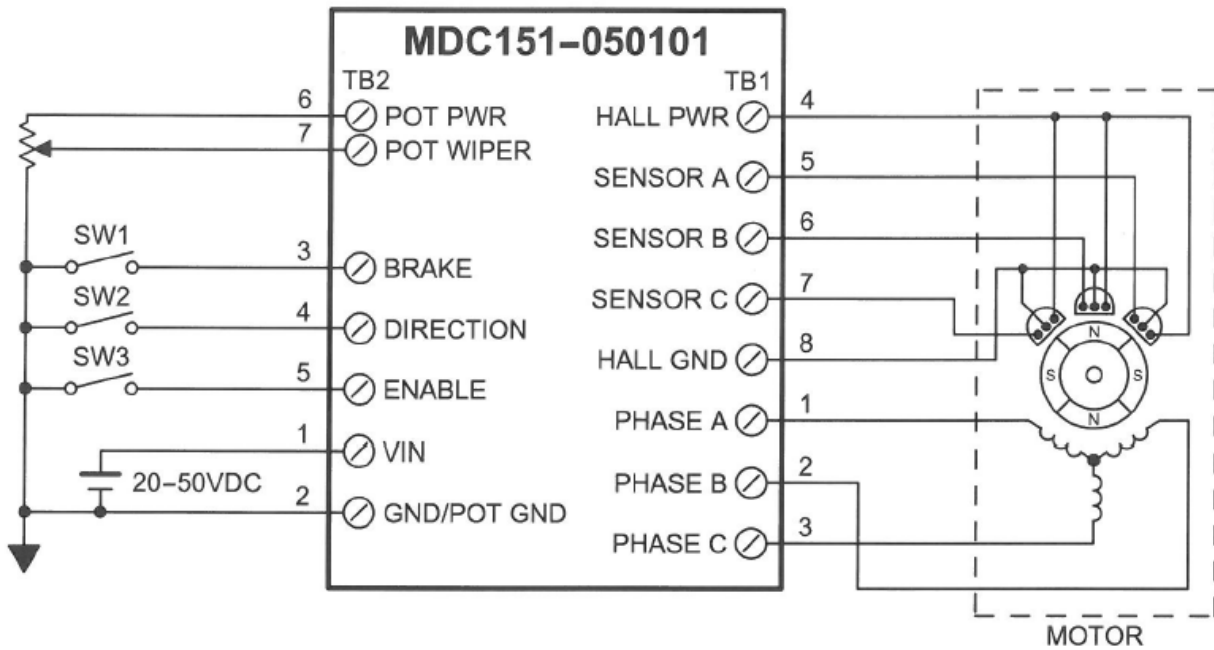 MDC151-050101
TB2
TB1
6
POT PWR
7
POT WIPER
SW1
3
BRAKE
SW2
4
DIRECTION
SW3
5
ENABLE
1
VIN
20-50VDC
2
GND/POT GND
HALL PWR
4
SENSOR A
5
SENSOR B
6
SENSOR C
7
HALL GND
8
PHASE A
1
PHASE B
2
PHASE C
3
N
S
S
N
MOTOR